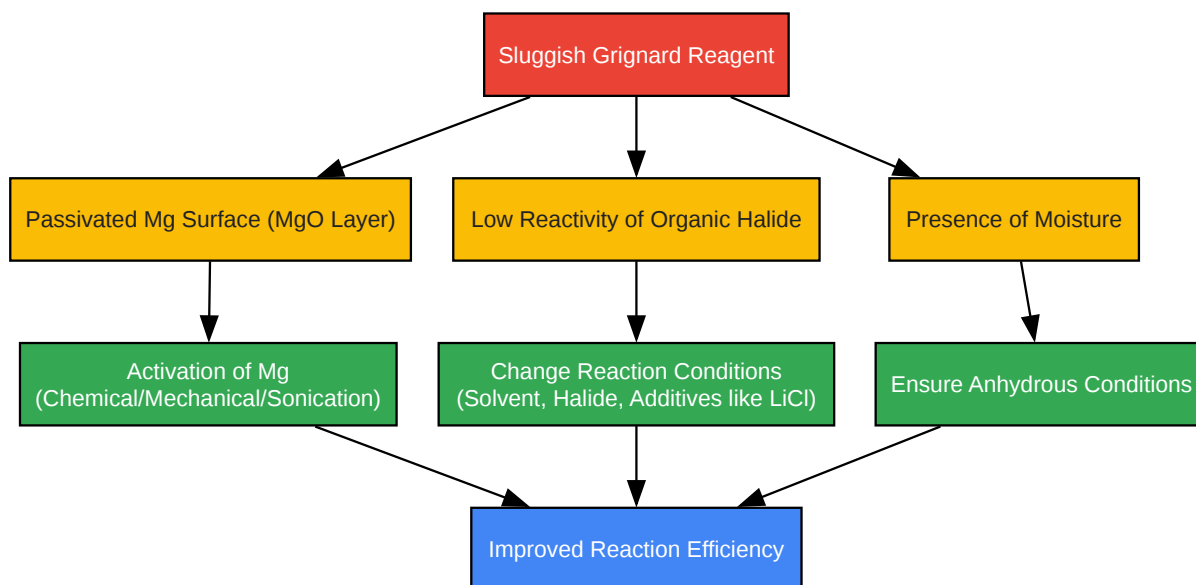 Sluggish Grignard Reagent
Passivated Mg Surface (MgO Layer)
Low Reactivity of Organic Halide
Presence of Moisture
Activation of Mg
(Chemical/Mechanical/Sonication)
Change Reaction Conditions
(Solvent, Halide, Additives like LiCl)
Ensure Anhydrous Conditions
Improved Reaction Efficiency